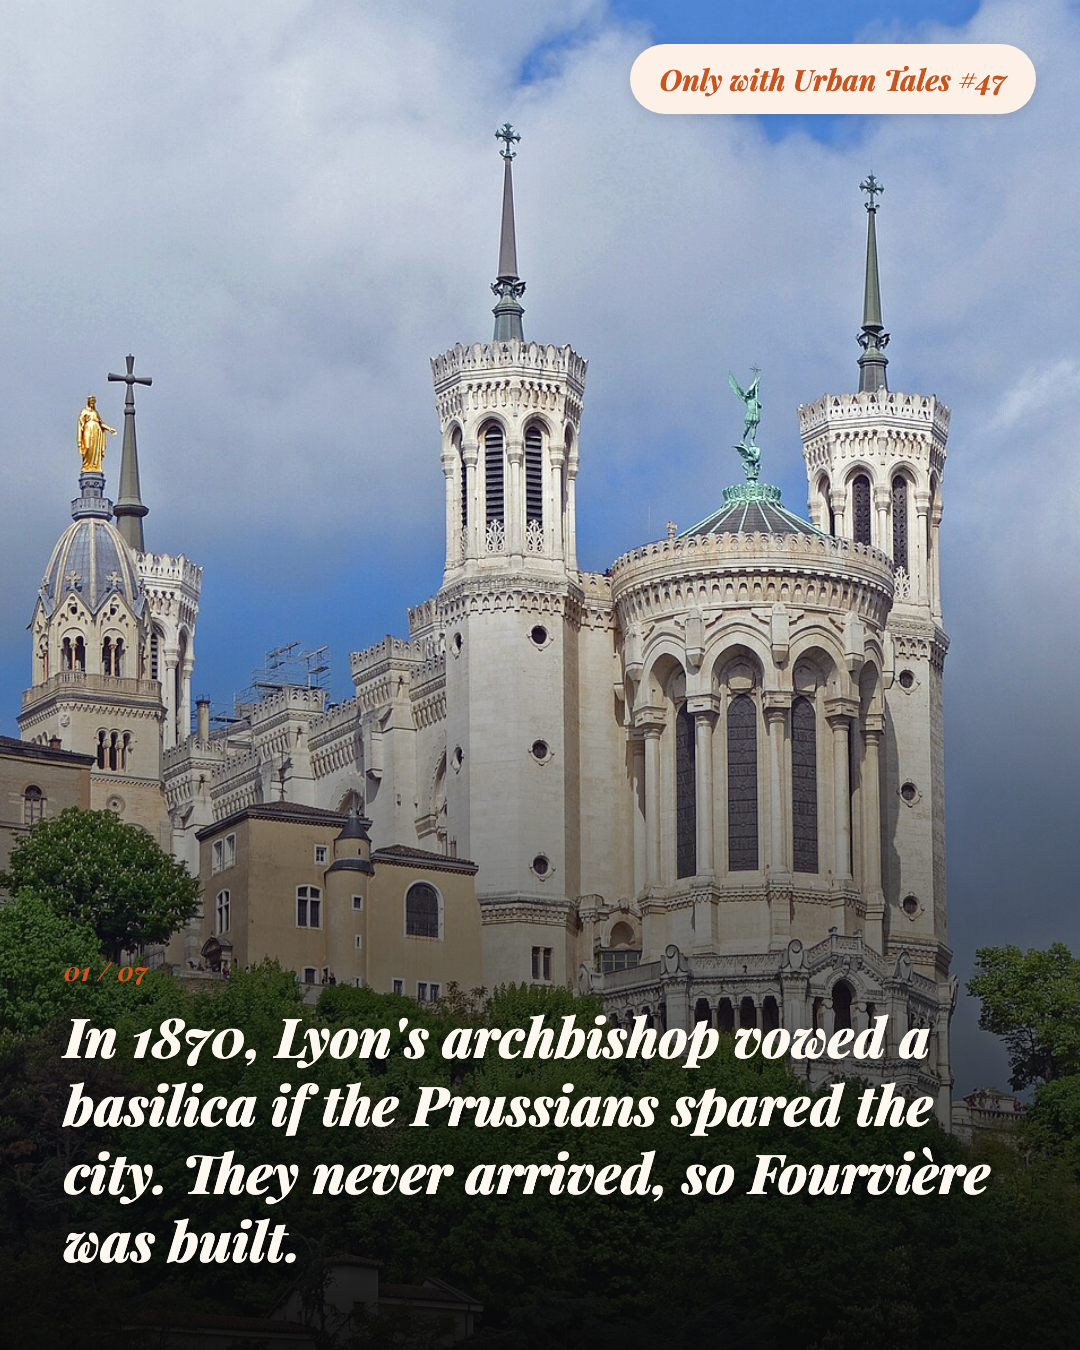 Only with Urban Tales #47
01 / 07
In 1870, Lyon's archbishop vowed a
basilica if the Prussians spared the
city. They never arrived, so Fourvière
was built.